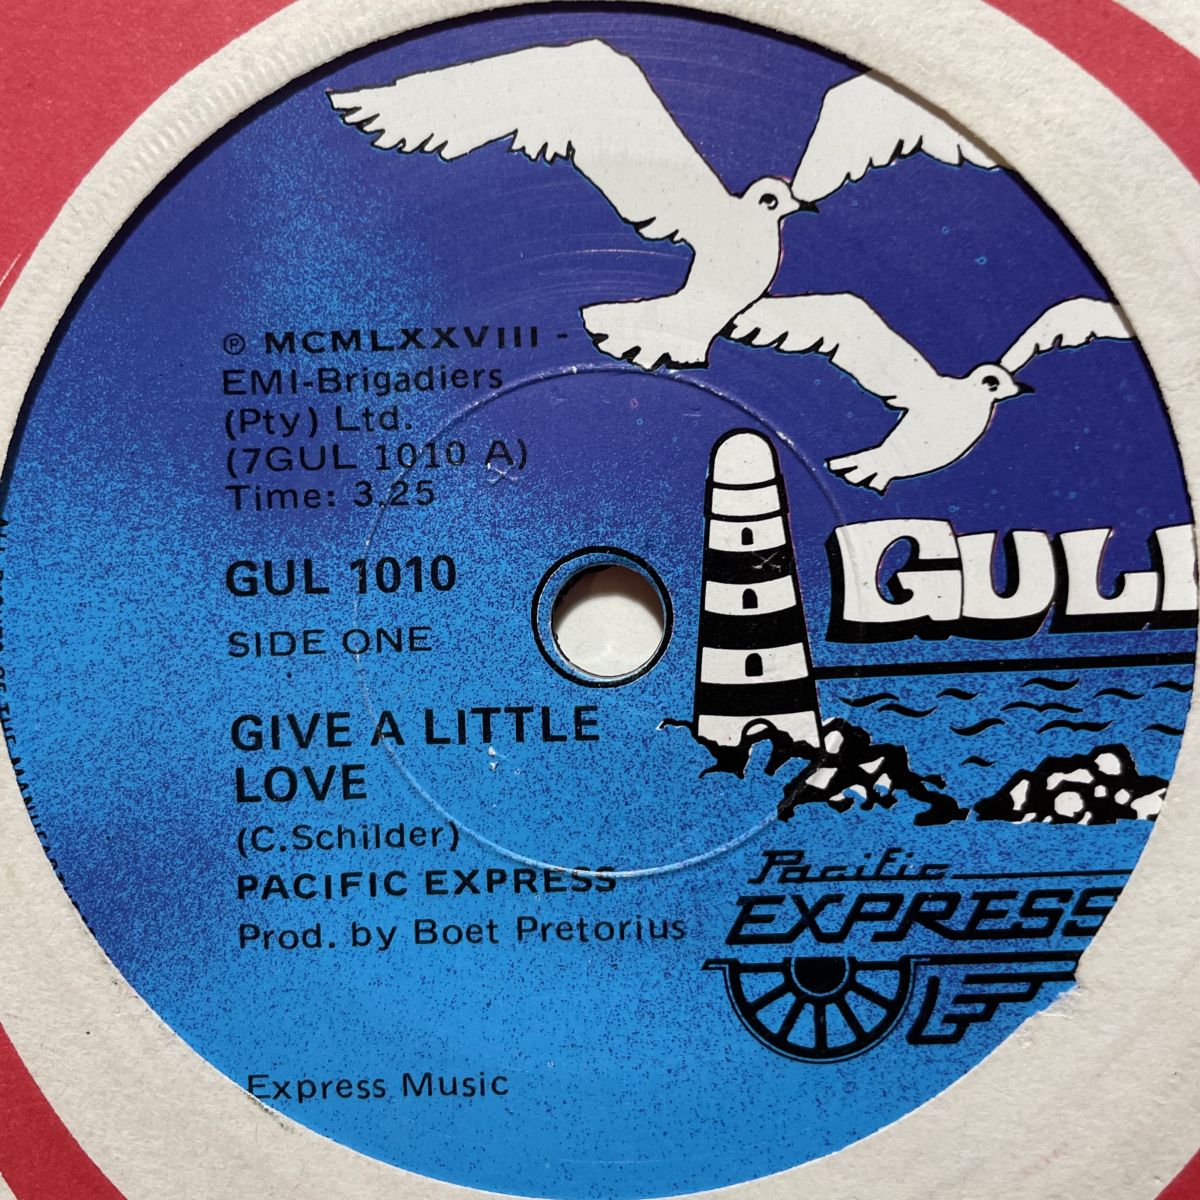 ℗ MCMLXXVIII -
EMI-Brigadiers
(Pty) Ltd.
(7GUL 1010 A)
Time: 3.25
GUL 1010
SIDE ONE
GIVE A LITTLE
LOVE
(C.Schilder)
PACIFIC EXPRESS
Prod. by Boet Pretorius
Express Music
GULL
Pacific
EXPRESS